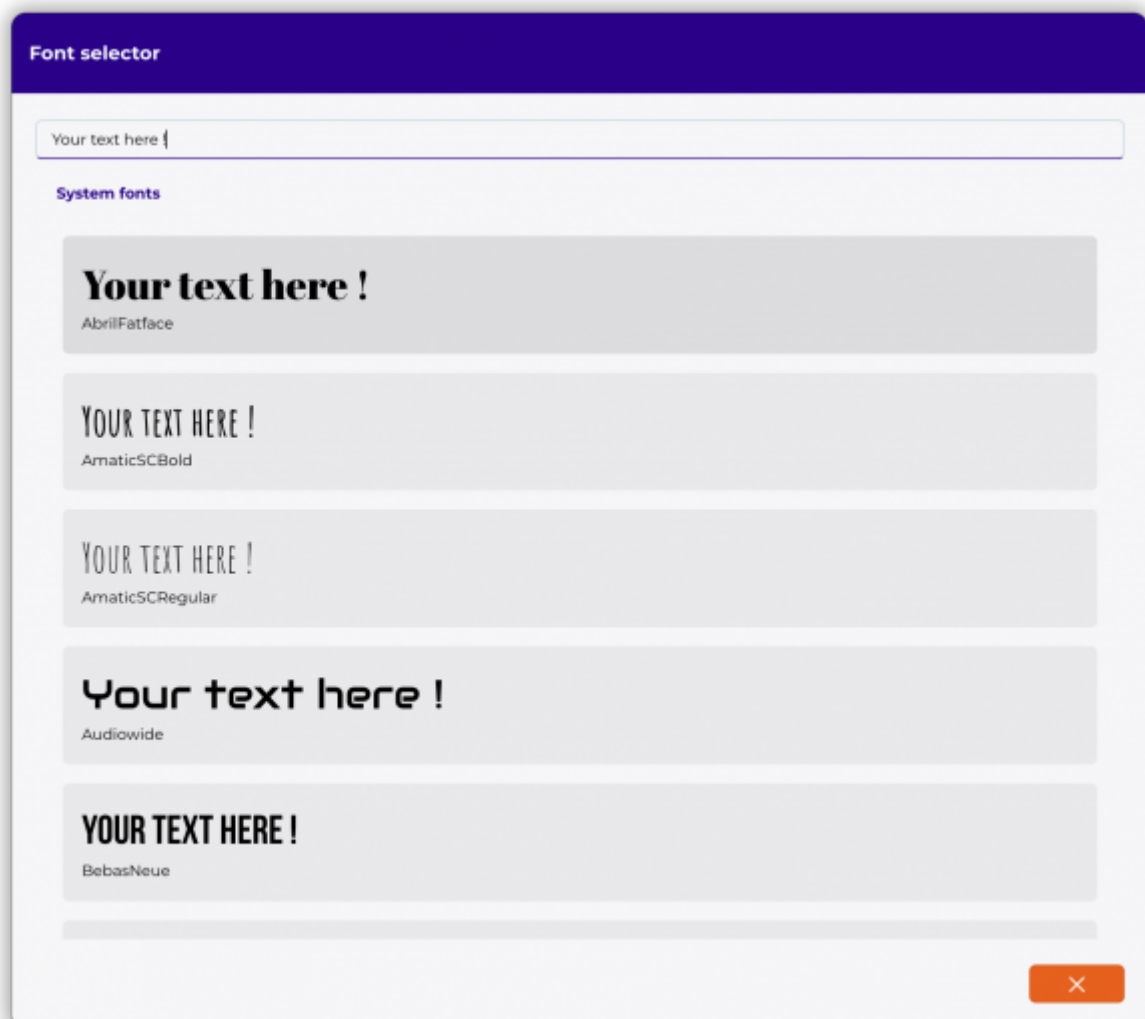 Font selector
Your text here !
System fonts
Your text here !
AbrilFatface
YOUR TEXT HERE !
AmaticSCBold
YOUR TEXT HERE !
AmaticSCRegular
Your text here !
Audiowide
YOUR TEXT HERE !
BebasNeue